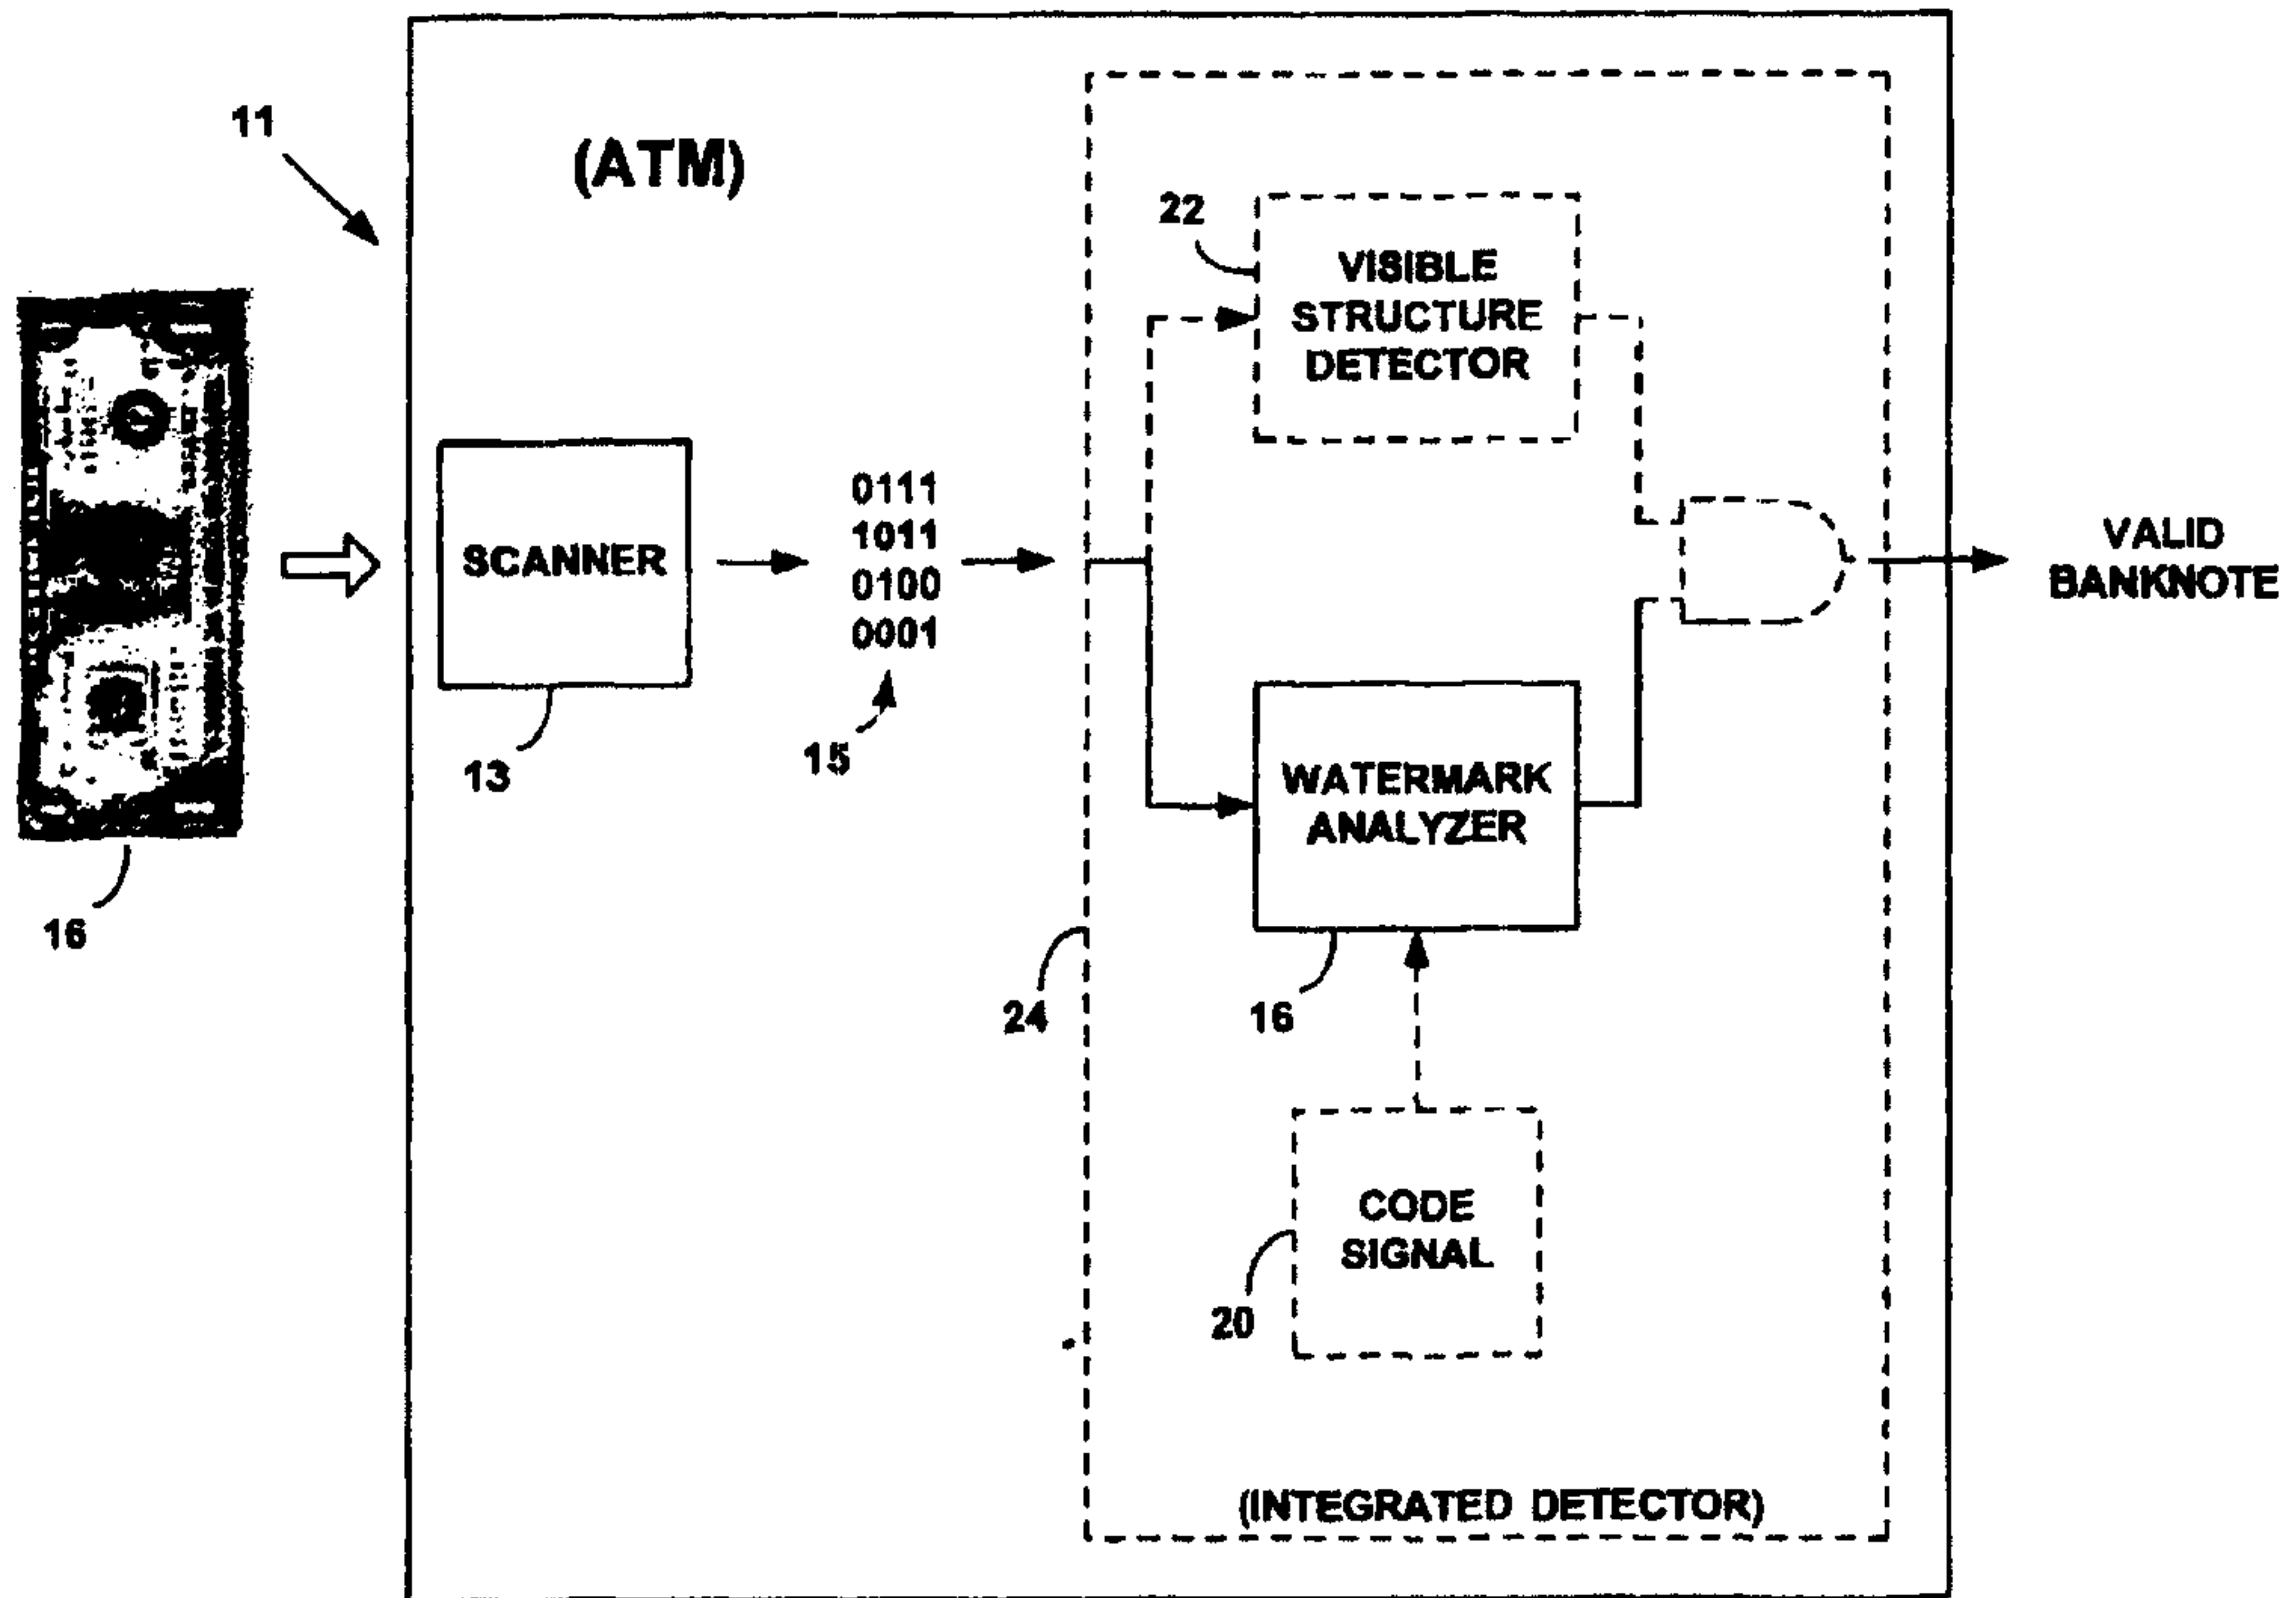 11
(ATM)
22
VISIBLE
STRUCTURE
DETECTOR
0111
1011
0100
0001
SCANNER
VALID
BANKNOTE
13
15
WATERMARK
ANALYZER
16
24
16
CODE
SIGNAL
20
(INTEGRATED DETECTOR)